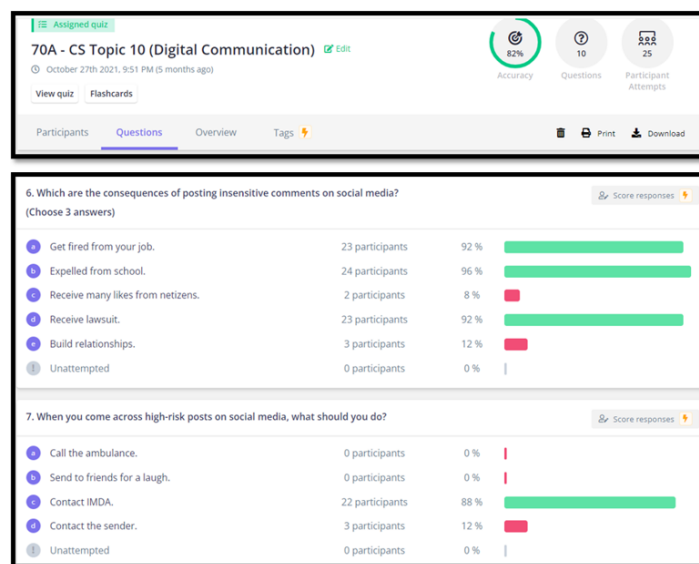 Assigned quiz
70A - CS Topic 10 (Digital Communication) Edit
October 27th 2021, 9:51 PM (5 months ago)
View quiz Flashcards
82% 10 25
Accuracy Questions Participant Attempts
Participants Questions Overview Tags Print Download
6. Which are the consequences of posting insensitive comments on social media? Score responses
(Choose 3 answers)
a Get fired from your job. 23 participants 92 %
b Expelled from school. 24 participants 96 %
c Receive many likes from netizens. 2 participants 8 %
d Receive lawsuit. 23 participants 92 %
e Build relationships. 3 participants 12 %
! Unattempted 0 participants 0 %
7. When you come across high-risk posts on social media, what should you do? Score responses
a Call the ambulance. 0 participants 0 %
b Send to friends for a laugh. 0 participants 0 %
c Contact IMDA. 22 participants 88 %
d Contact the sender. 3 participants 12 %
! Unattempted 0 participants 0 %